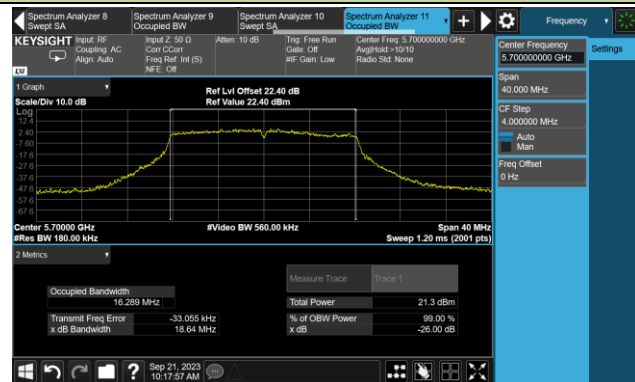 Spectrum Analyzer 8
Swept SA
Spectrum Analyzer 9
Occupied BW
Spectrum Analyzer 10
Swept SA
Spectrum Analyzer 11
Occupied BW
+
Frequency
KEYSIGHT
Input: RF
Coupling: AC
Align: Auto
Input Z: 50 Ω
Corr CCorr
Freq Ref: Int (S)
NFE: Off
Atten: 10 dB
Trig: Free Run
Gate: Off
#IF Gain: Low
Center Freq: 5.700000000 GHz
Avg|Hold:>10/10
Radio Std: None
LXI
Center Frequency
5.700000000 GHz
Settings
Span
40.000 MHz
CF Step
4.000000 MHz
Auto
Man
Freq Offset
0 Hz
1 Graph
Scale/Div 10.0 dB
Ref Lvl Offset 22.40 dB
Ref Value 22.40 dBm
Log
12.4
2.40
-7.60
-17.6
-27.6
-37.6
-47.6
-57.6
-67.6
Center 5.70000 GHz
#Video BW 560.00 kHz
Span 40 MHz
#Res BW 180.00 kHz
Sweep 1.20 ms (2001 pts)
2 Metrics
Measure Trace
Trace 1
Occupied Bandwidth
16.289 MHz
Total Power
21.3 dBm
Transmit Freq Error
-33.055 kHz
% of OBW Power
99.00 %
x dB Bandwidth
18.64 MHz
x dB
-26.00 dB
?
Sep 21, 2023
10:17:57 AM